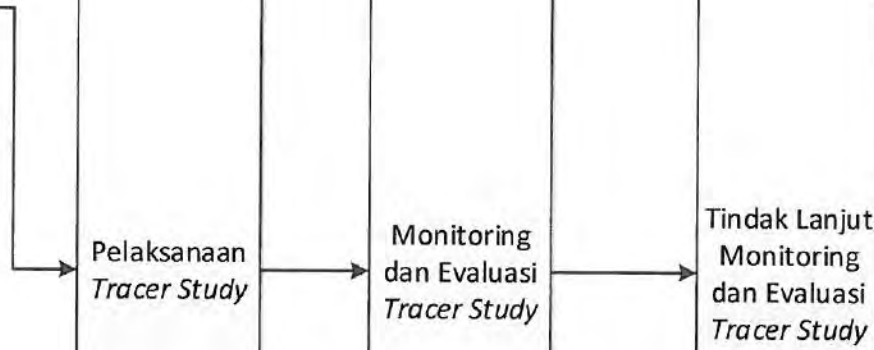 Pelaksanaan
Tracer Study
Monitoring
dan Evaluasi
Tracer Study
Tindak Lanjut
Monitoring
dan Evaluasi
Tracer Study